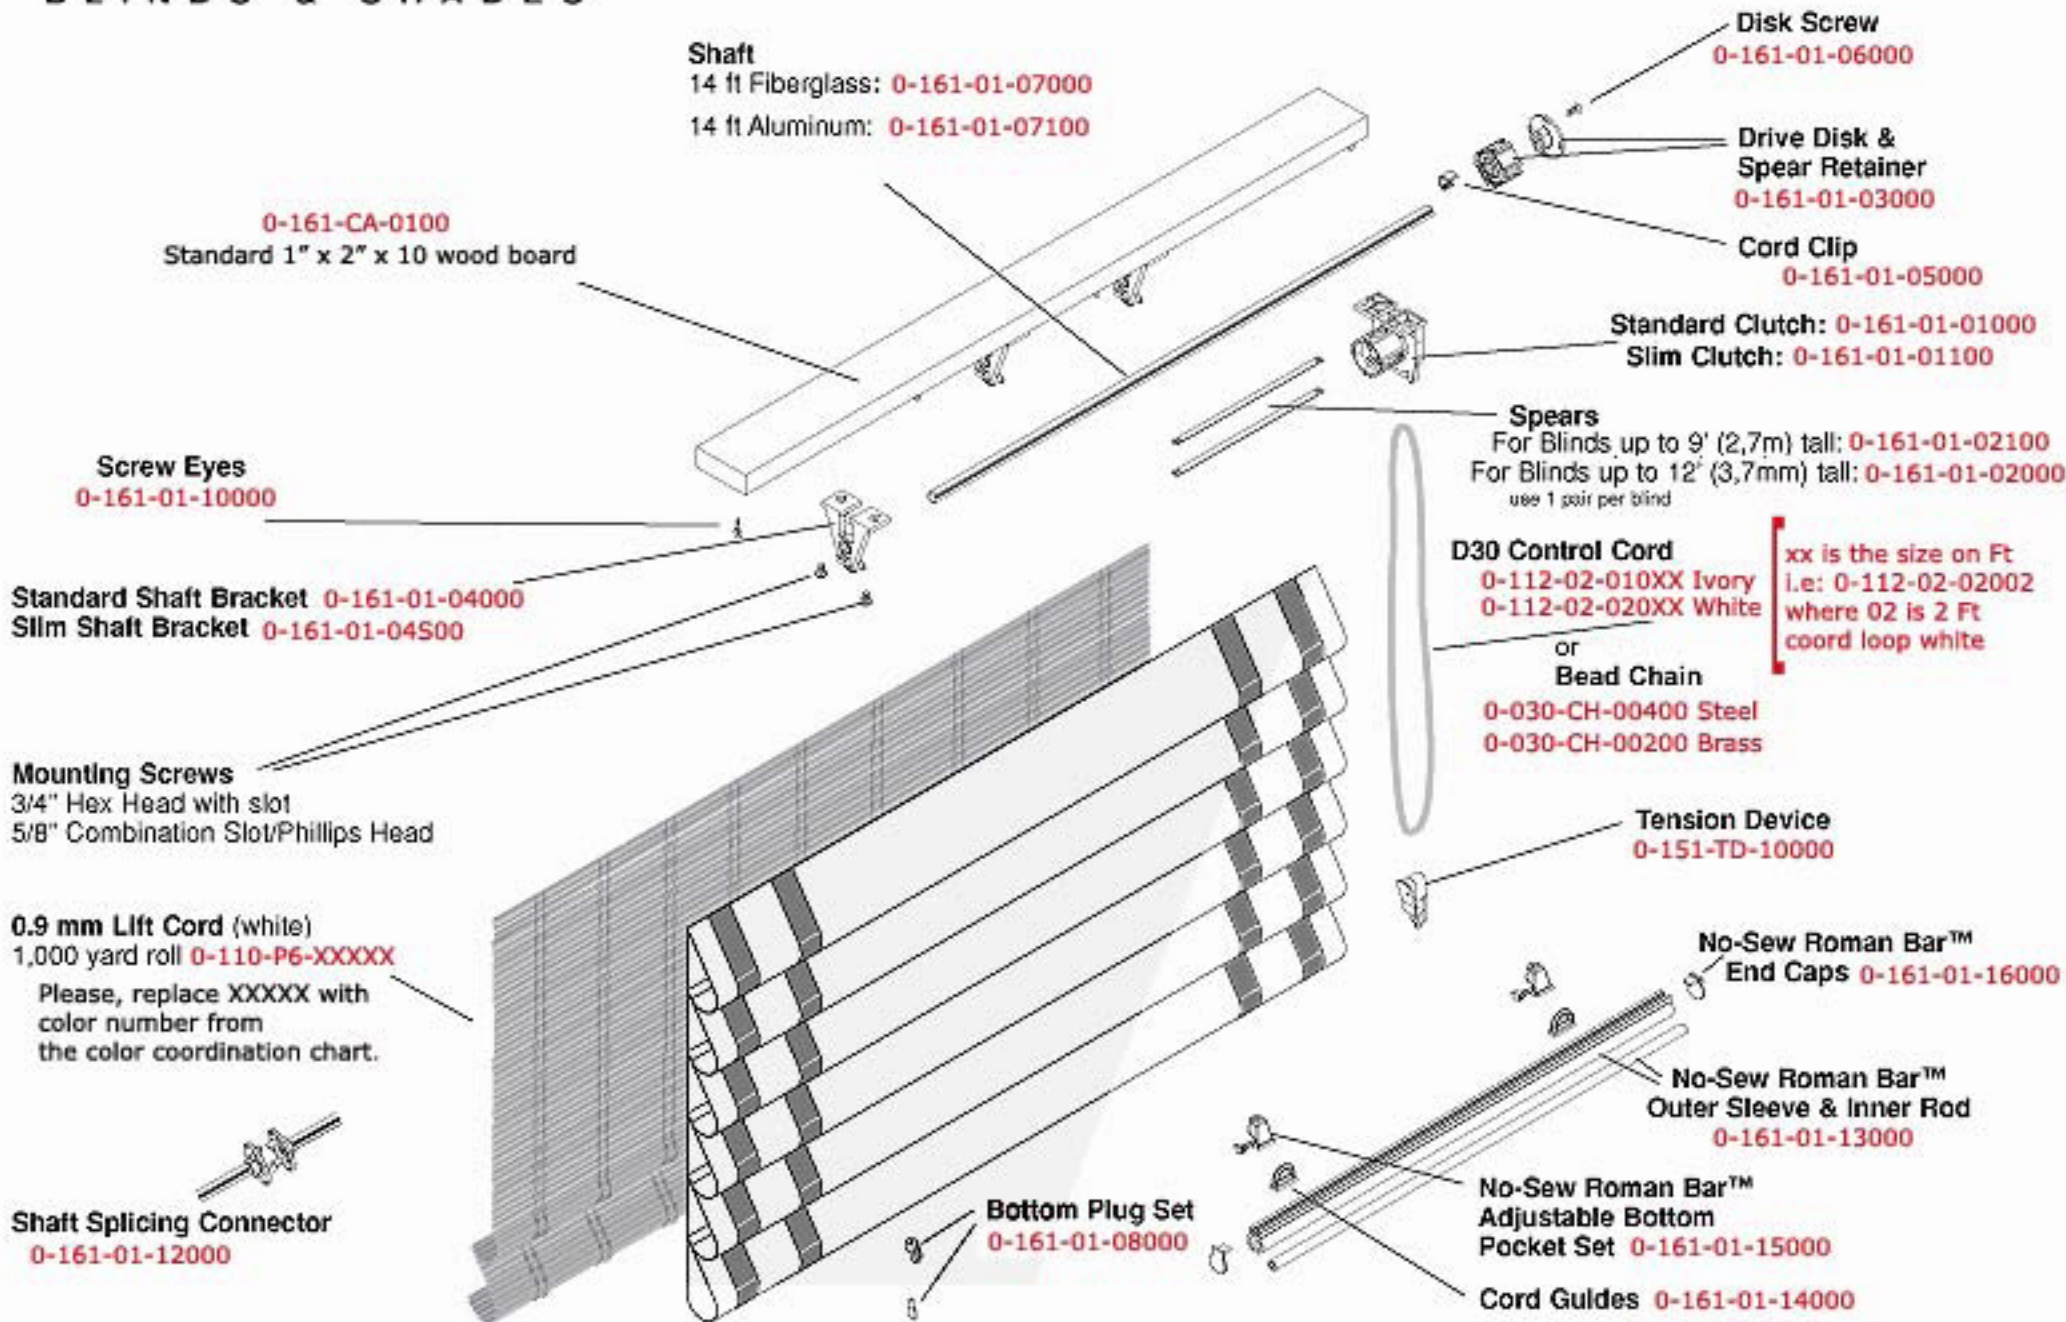 Shaft
14 ft Fiberglass: 0-161-01-07000
14 ft Aluminum: 0-161-01-07100
Disk Screw
0-161-01-06000
Drive Disk &
Spear Retainer
0-161-01-03000
Cord Clip
0-161-01-05000
0-161-CA-0100
Standard 1" x 2" x 10 wood board
Standard Clutch: 0-161-01-01000
Slim Clutch: 0-161-01-01100
Spears
For Blinds up to 9' (2,7m) tall: 0-161-01-02100
For Blinds up to 12' (3,7mm) tall: 0-161-01-02000
use 1 pair per blind
Screw Eyes
0-161-01-10000
Standard Shaft Bracket 0-161-01-04000
Slim Shaft Bracket 0-161-01-04S00
D30 Control Cord
0-112-02-010XX Ivory
0-112-02-020XX White
or
Bead Chain
0-030-CH-00400 Steel
0-030-CH-00200 Brass
xx is the size on Ft
i.e: 0-112-02-02002
where 02 is 2 Ft
coord loop white
Mounting Screws
3/4" Hex Head with slot
5/8" Combination Slot/Phillips Head
Tension Device
0-151-TD-10000
0.9 mm Lift Cord (white)
1,000 yard roll 0-110-P6-XXXXX
Please, replace XXXXX with
color number from
the color coordination chart.
No-Sew Roman Bar™
End Caps 0-161-01-16000
No-Sew Roman Bar™
Outer Sleeve & Inner Rod
0-161-01-13000
Shaft Splicing Connector
0-161-01-12000
Bottom Plug Set
0-161-01-08000
No-Sew Roman Bar™
Adjustable Bottom
Pocket Set 0-161-01-15000
Cord Guides 0-161-01-14000